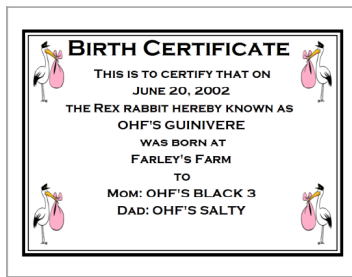 BIRTH CERTIFICATE
THIS IS TO CERTIFY THAT ON
JUNE 20, 2002
THE REX RABBIT HEREBY KNOWN AS
OHF'S GUINIVERE
WAS BORN AT
FARLEY'S FARM
TO
MOM: OHF'S BLACK 3
DAD: OHF'S SALTY